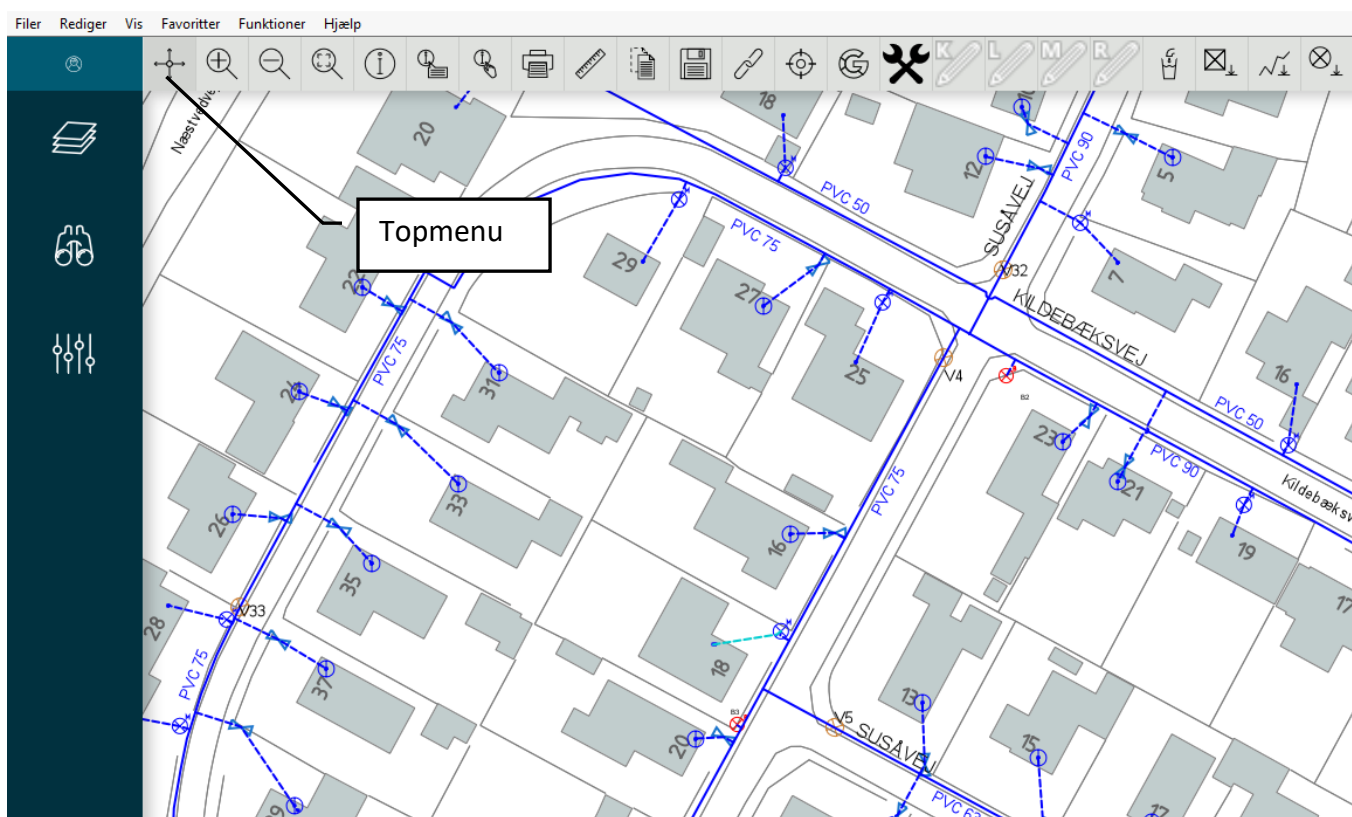 Filer Rediger Vis Favoritter Funktioner Hjælp
K L M R G
Topmenu
20
18
12
5
PVC 90
PVC 50
SUSÅVEJ
PVC 75
29
V32
7
22
27
KILDEBÆKSVEJ
PVC 75
25
V4
16
31
B2
PVC 50
24
23
PVC 90
21
PVC 75
33
26
16
19
35
17
V33
28
18
PVC 75
37
13
B3
V5
SUSÅVEJ
20
15
PVC 63
17